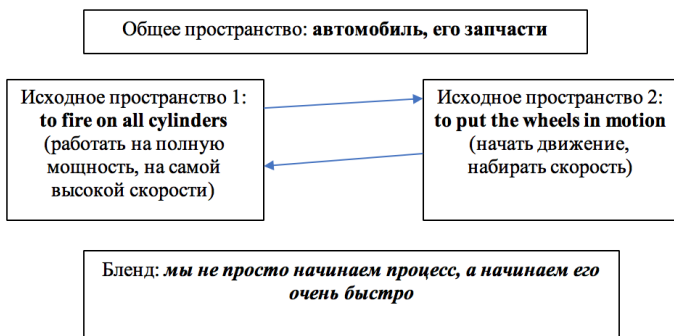 Общее пространство: автомобиль, его запчасти
Исходное пространство 1:
to fire on all cylinders
(работать на полную
мощность, на самой
высокой скорости)
Исходное пространство 2:
to put the wheels in motion
(начать движение,
набирать скорость)
Бленд: мы не просто начинаем процесс, а начинаем его
очень быстро